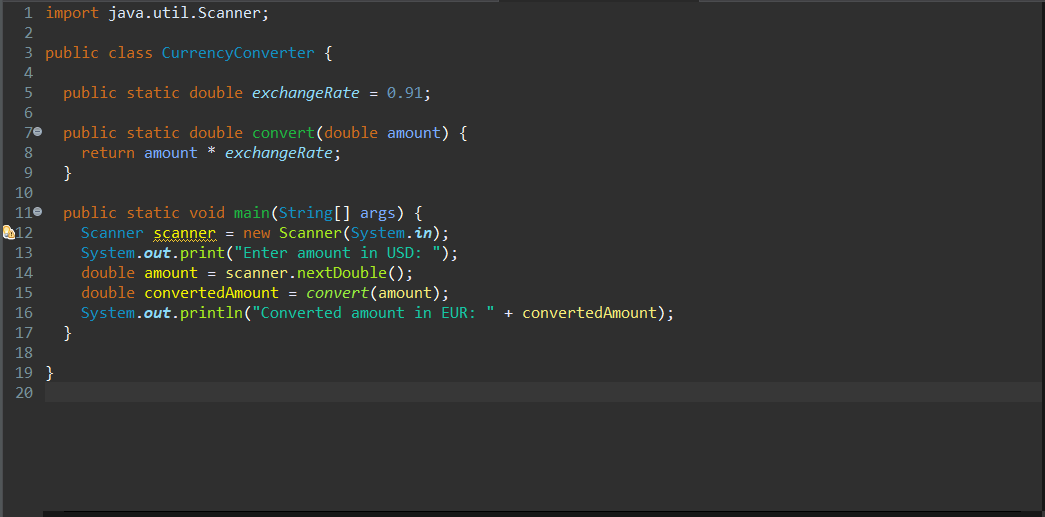 1 import java.util.Scanner;
2
3 public class CurrencyConverter {
4
5   public static double exchangeRate = 0.91;
6
7   public static double convert(double amount) {
8     return amount * exchangeRate;
9   }
10
11   public static void main(String[] args) {
12     Scanner scanner = new Scanner(System.in);
13     System.out.print("Enter amount in USD: ");
14     double amount = scanner.nextDouble();
15     double convertedAmount = convert(amount);
16     System.out.println("Converted amount in EUR: " + convertedAmount);
17   }
18
19 }
20